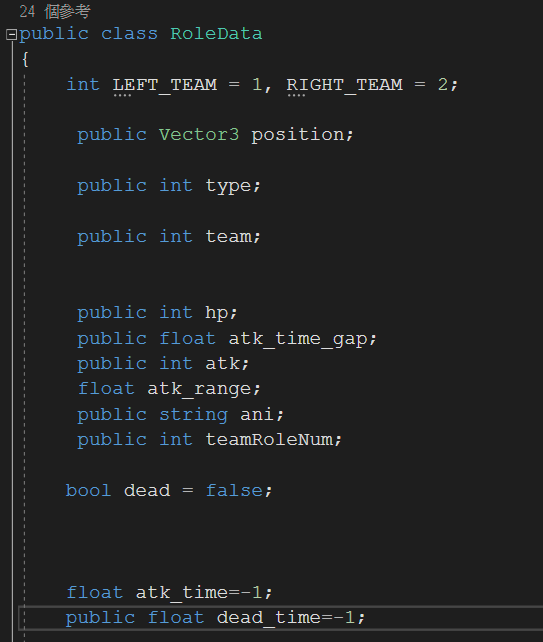 24 個參考
public class RoleData
{
int LEFT_TEAM = 1, RIGHT_TEAM = 2;
public Vector3 position;
public int type;
public int team;
public int hp;
public float atk_time_gap;
public int atk;
float atk_range;
public string ani;
public int teamRoleNum;
bool dead = false;
float atk_time=-1;
public float dead_time=-1;